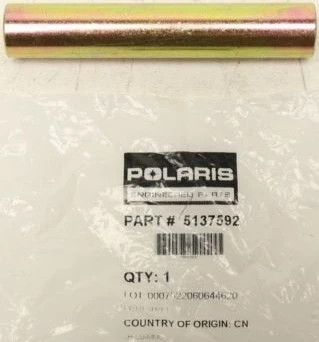 POLARIS
ENGINEERED PARTS
PART # 5137592
QTY: 1
COUNTRY OF ORIGIN: CN